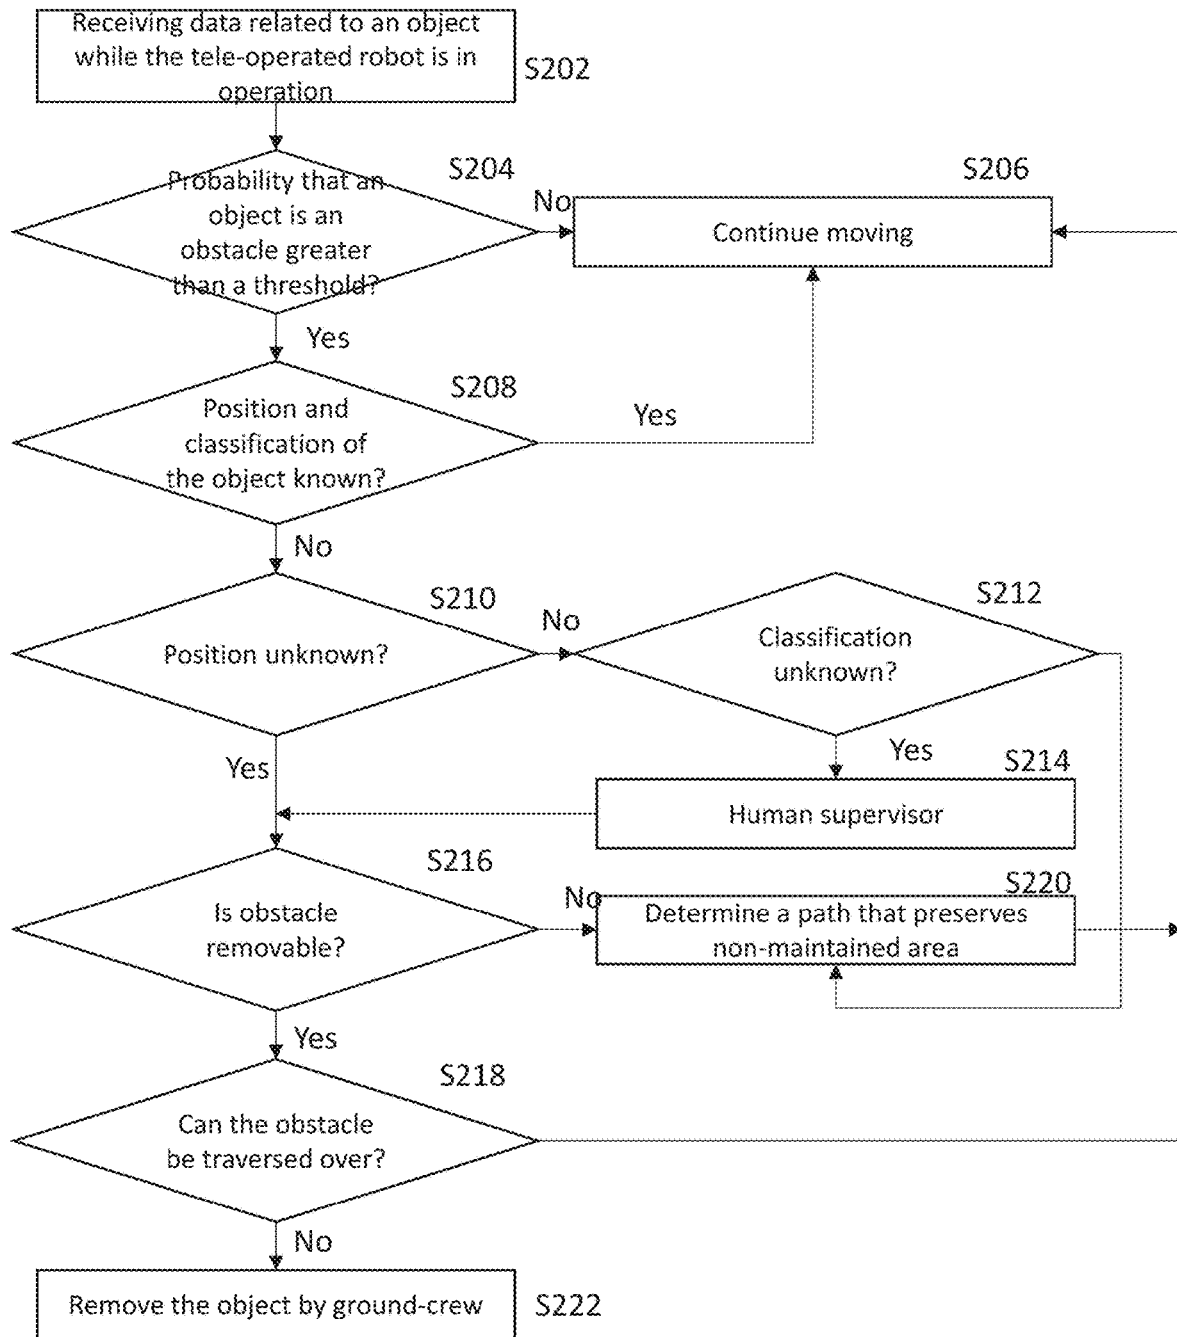 Receiving data related to an object
while the tele-operated robot is in
operation
S202
Probability that an
object is an
obstacle greater
than a threshold?
S204
No
S206
Continue moving
Yes
S208
Position and
classification of
the object known?
Yes
No
S210
Position unknown?
No
S212
Classification
unknown?
Yes
Yes
S214
Human supervisor
S216
Is obstacle
removable?
No
S220
Determine a path that preserves
non-maintained area
Yes
S218
Can the obstacle
be traversed over?
No
Remove the object by ground-crew
S222